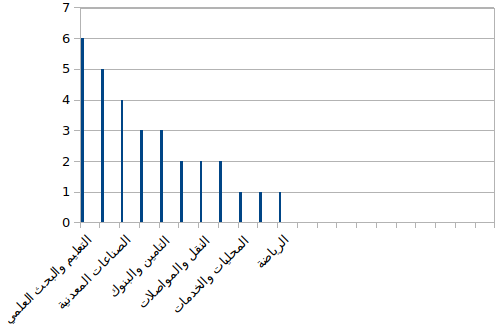 7
6
5
4
3
2
1
0
التعليم والبحث العلمي
الصناعات المعدنية
التامين والبنوك
النقل والمواصلات
المحليات والخدمات
الرياضة